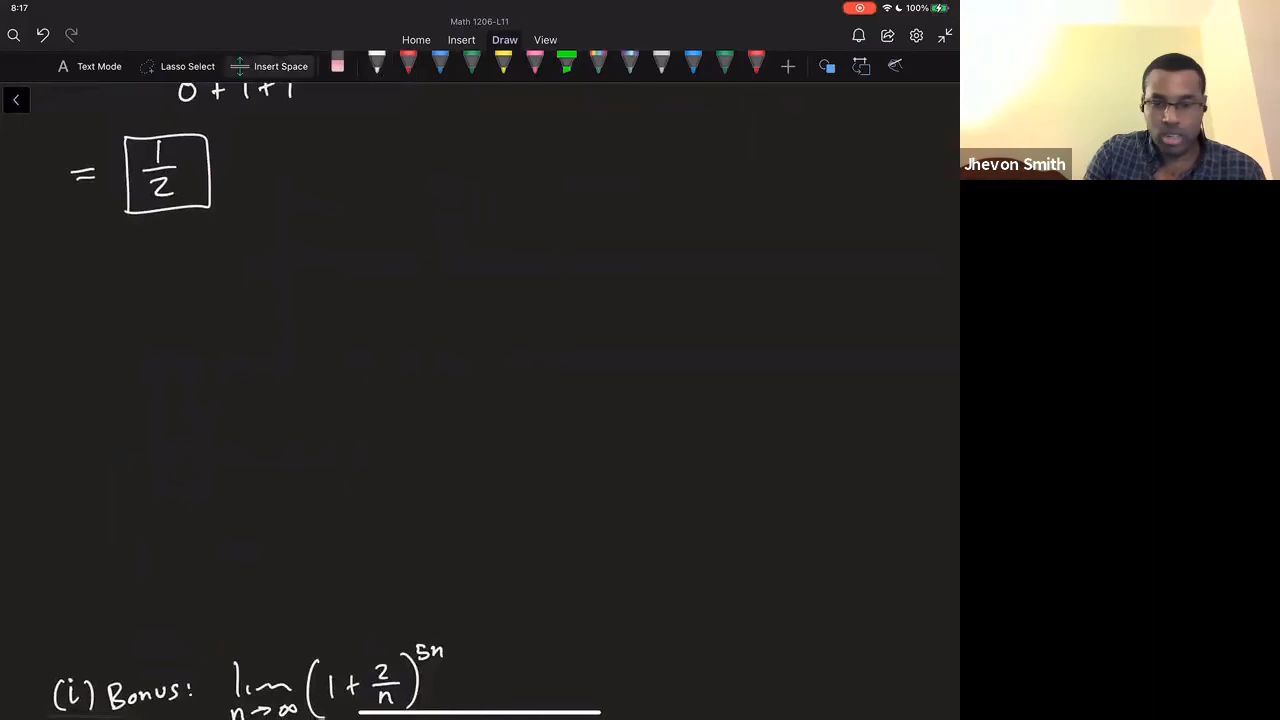 8:17
100%
Math 1206-L11
Home Insert Draw View
Text Mode Lasso Select Insert Space
0 + 1 + 1
= 1/2
(i) Bonus: lim n→∞ (1 + 2/n)^5n
Jhevon Smith